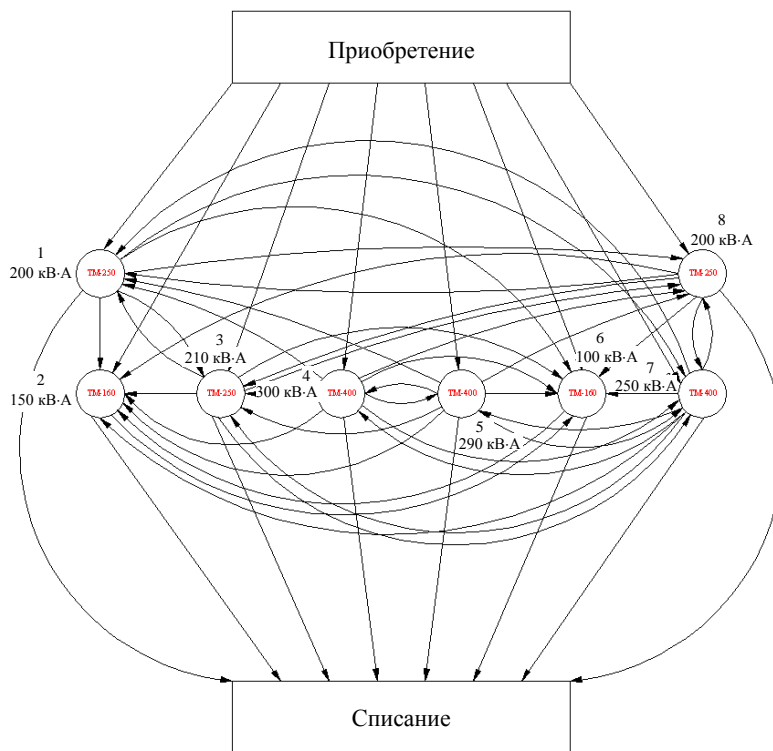 Приобретение
1
200 кВ·А
ТМ-250
8
200 кВ·А
ТМ-250
2
150 кВ·А
ТМ-160
3
210 кВ·А
ТМ-250
4
300 кВ·А
ТМ-400
ТМ-400
5
290 кВ·А
6
100 кВ·А
ТМ-160
7
250 кВ·А
ТМ-400
Списание